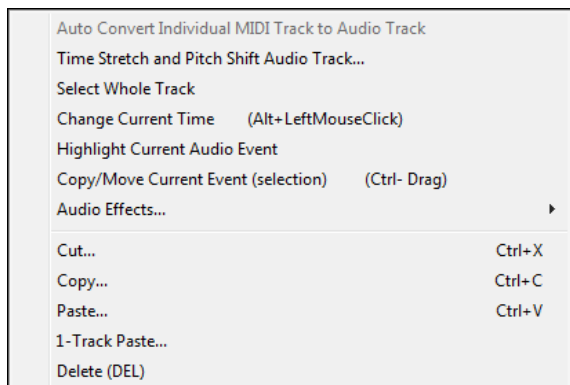 Auto Convert Individual MIDI Track to Audio Track
Time Stretch and Pitch Shift Audio Track...
Select Whole Track
Change Current Time (Alt+LeftMouseClick)
Highlight Current Audio Event
Copy/Move Current Event (selection) (Ctrl- Drag)
Audio Effects...
Cut... Ctrl+X
Copy... Ctrl+C
Paste... Ctrl+V
1-Track Paste...
Delete (DEL)